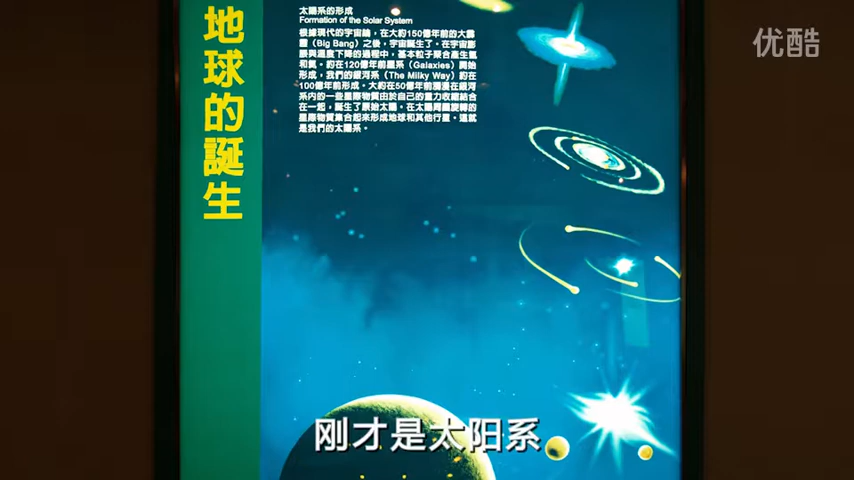 地球的誕生
太陽系的形成
Formation of the Solar System
根據現代的宇宙論，在大約150億年前的大霹
靂（Big Bang）之後，宇宙誕生了。在宇宙膨
脹與溫度下降的過程中，基本粒子聚合產生氫
和氦。約在120億年前星系（Galaxies）開始
形成，我們的銀河系（The Milky Way）約在
100億年前形成。大約在50億年前瀰漫在銀河
系內的一些星際物質由於自己的重力收縮結合
在一起，誕生了原始太陽。在太陽周圍旋轉的
星際物質集合起來形成地球和其他行星。這就
是我們的太陽系。
优酷
刚才是太阳系